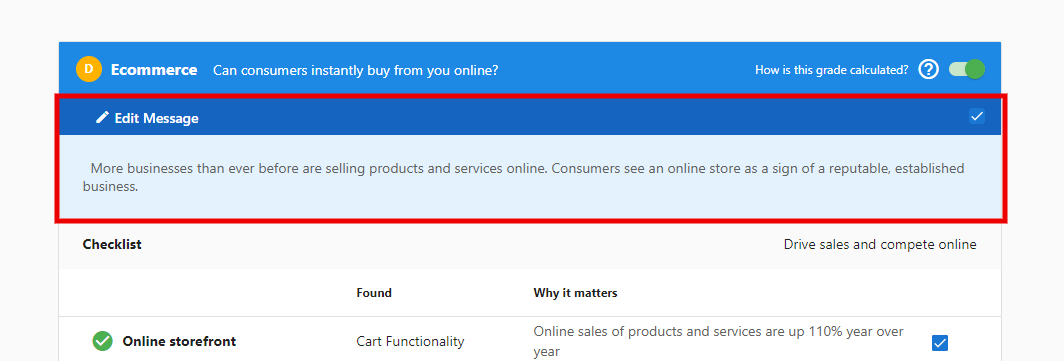 D Ecommerce Can consumers instantly buy from you online? How is this grade calculated? ?
Edit Message
More businesses than ever before are selling products and services online. Consumers see an online store as a sign of a reputable, established
business.
Checklist Drive sales and compete online
Found Why it matters
Online storefront Cart Functionality Online sales of products and services are up 110% year over
year